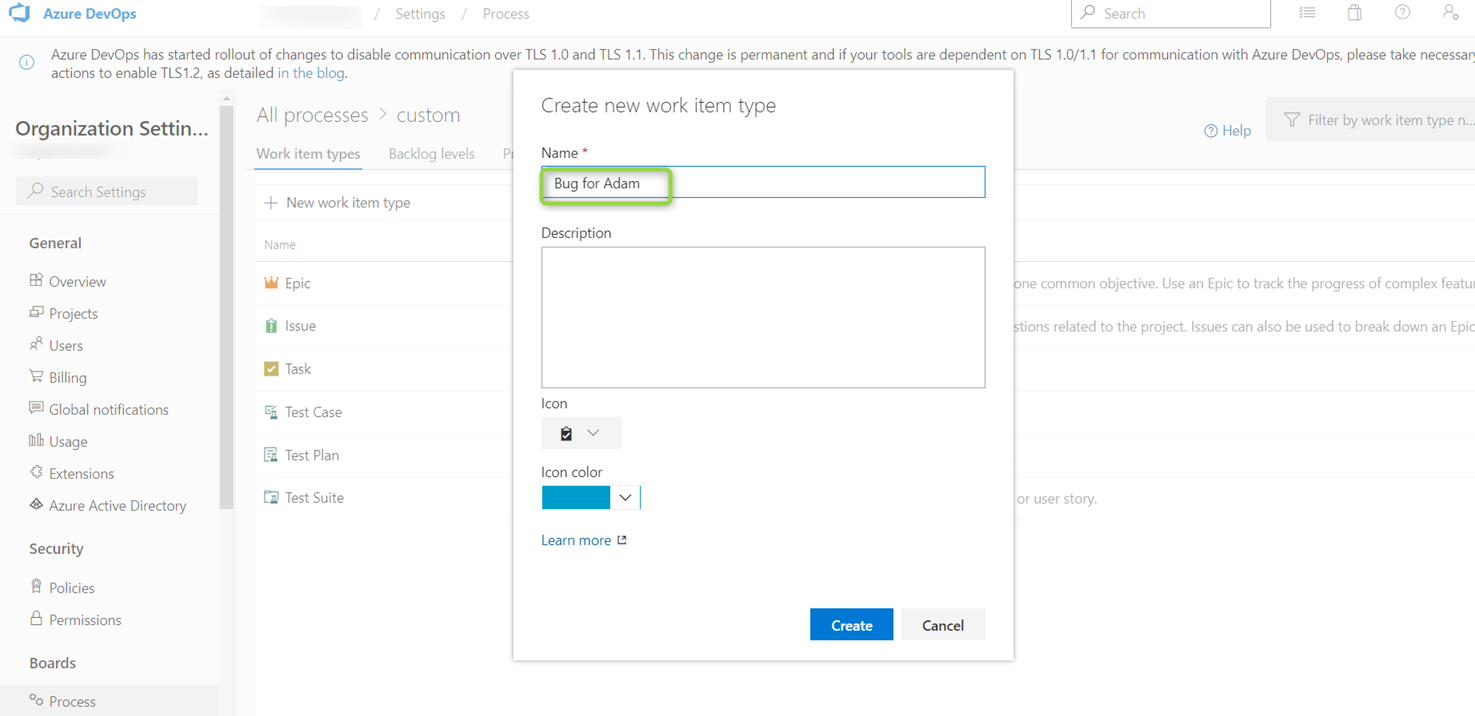 Azure DevOps / Settings / Process Search
Azure DevOps has started rollout of changes to disable communication over TLS 1.0 and TLS 1.1. This change is permanent and if your tools are dependent on TLS 1.0/1.1 for communication with Azure DevOps, please take necessary
actions to enable TLS1.2, as detailed in the blog.
Organization Settin...
Search Settings
General
Overview
Projects
Users
Billing
Global notifications
Usage
Extensions
Azure Active Directory
Security
Policies
Permissions
Boards
Process
All processes > custom
Help
Filter by work item type n...
Work item types Backlog levels
New work item type
Name
Epic
one common objective. Use an Epic to track the progress of complex
Issue
related to the project. Issues can also be used to break down an Epic
Task
Test Case
Test Plan
Test Suite
or user story.
Create new work item type
Name *
Bug for Adam
Description
Icon
Icon color
Learn more
Create Cancel